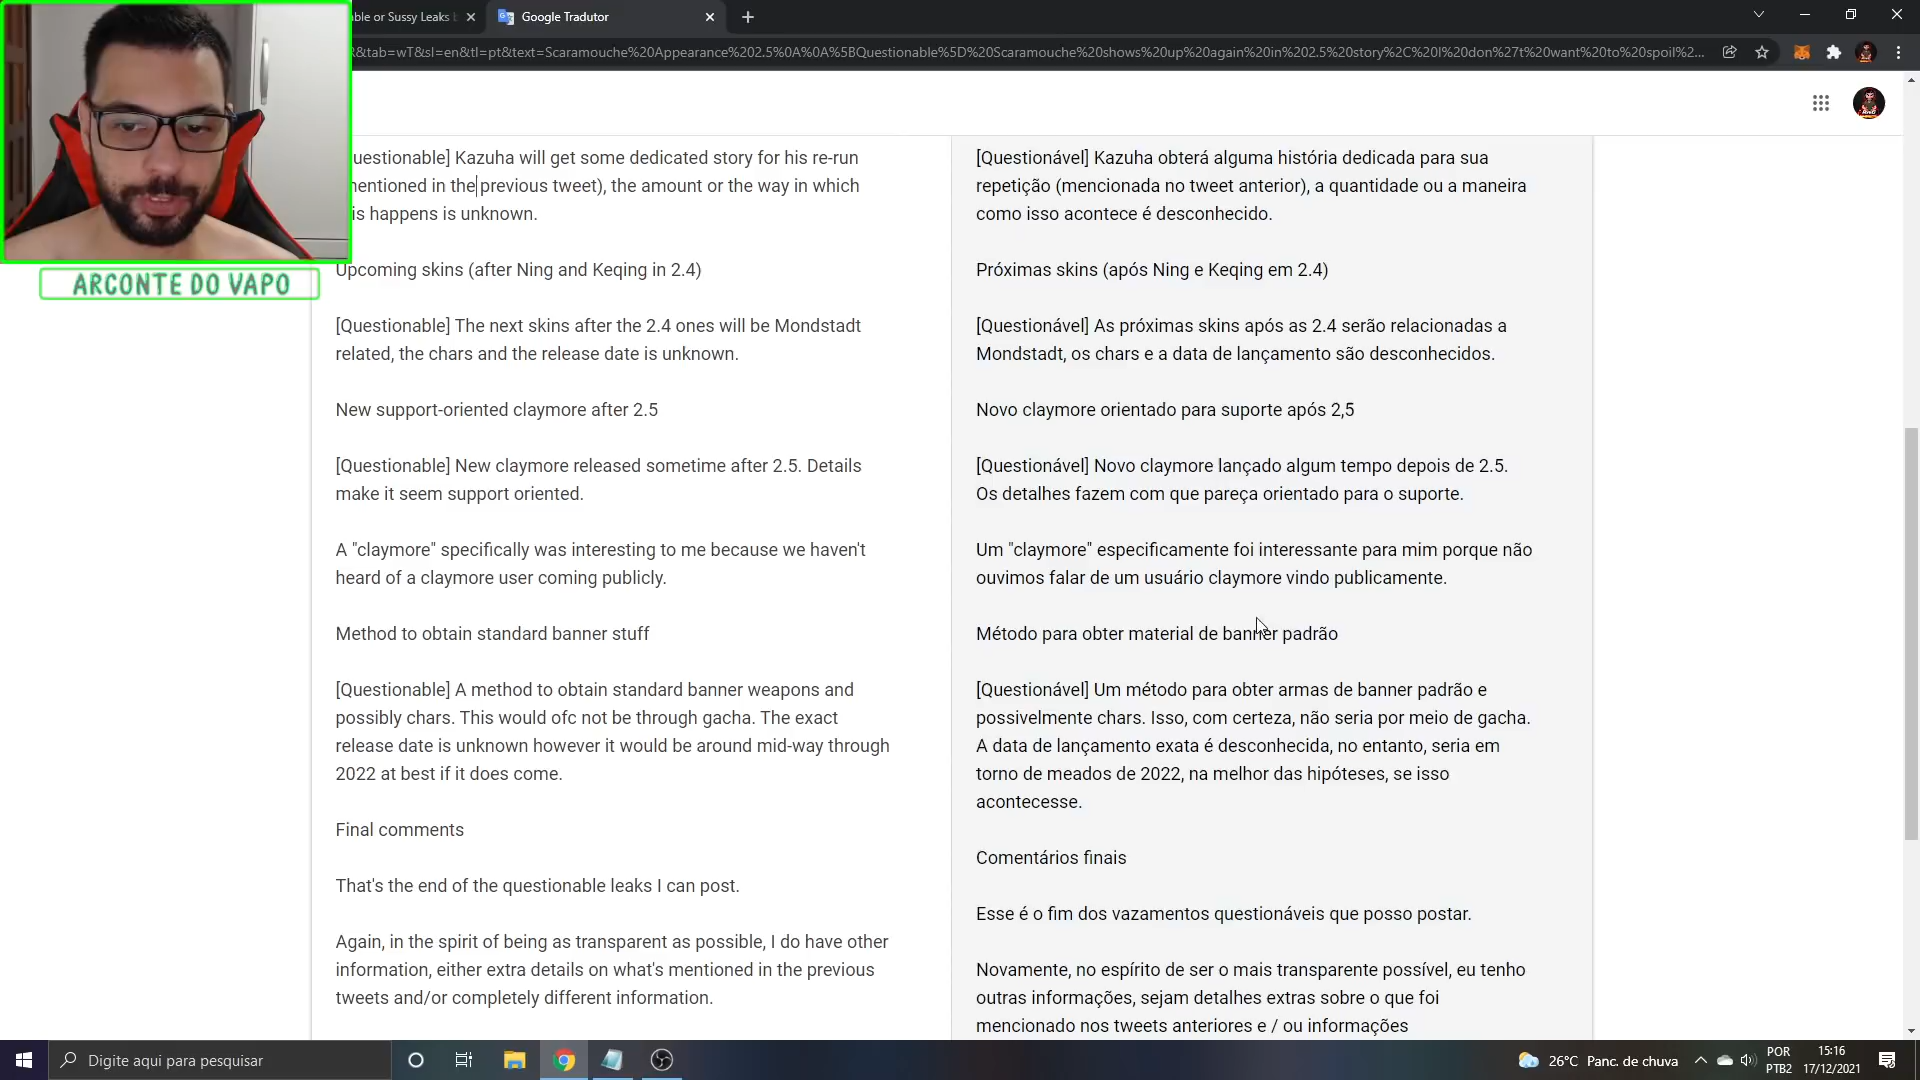 ble or Sussy Leaks
Google Tradutor
&tab=wT&sl=en&tl=pt&text=Scaramouche%20Appearance%202.5%0A%0A%5BQuestionable%5D%20Scaramouche%20shows%20up%20again%20in%202.5%20story%2C%20I%20don%27t%20want%20to%20spoil%2...
uestionable] Kazuha will get some dedicated story for his re-run
mentioned in the previous tweet), the amount or the way in which
is happens is unknown.
Upcoming skins (after Ning and Keqing in 2.4)
[Questionable] The next skins after the 2.4 ones will be Mondstadt
related, the chars and the release date is unknown.
New support-oriented claymore after 2.5
[Questionable] New claymore released sometime after 2.5. Details
make it seem support oriented.
A "claymore" specifically was interesting to me because we haven't
heard of a claymore user coming publicly.
Method to obtain standard banner stuff
[Questionable] A method to obtain standard banner weapons and
possibly chars. This would ofc not be through gacha. The exact
release date is unknown however it would be around mid-way through
2022 at best if it does come.
Final comments
That's the end of the questionable leaks I can post.
Again, in the spirit of being as transparent as possible, I do have other
information, either extra details on what's mentioned in the previous
tweets and/or completely different information.
[Questionável] Kazuha obterá alguma história dedicada para sua
repetição (mencionada no tweet anterior), a quantidade ou a maneira
como isso acontece é desconhecido.
Próximas skins (após Ning e Keqing em 2.4)
[Questionável] As próximas skins após as 2.4 serão relacionadas a
Mondstadt, os chars e a data de lançamento são desconhecidos.
Novo claymore orientado para suporte após 2,5
[Questionável] Novo claymore lançado algum tempo depois de 2.5.
Os detalhes fazem com que pareça orientado para o suporte.
Um "claymore" especificamente foi interessante para mim porque não
ouvimos falar de um usuário claymore vindo publicamente.
Método para obter material de banner padrão
[Questionável] Um método para obter armas de banner padrão e
possivelmente chars. Isso, com certeza, não seria por meio de gacha.
A data de lançamento exata é desconhecida, no entanto, seria em
torno de meados de 2022, na melhor das hipóteses, se isso
acontecesse.
Comentários finais
Esse é o fim dos vazamentos questionáveis que posso postar.
Novamente, no espírito de ser o mais transparente possível, eu tenho
outras informações, sejam detalhes extras sobre o que foi
mencionado nos tweets anteriores e / ou informações
ARCONTE DO VAPO
Digite aqui para pesquisar
26°C Panc. de chuva
POR
PTB2
15:16
17/12/2021